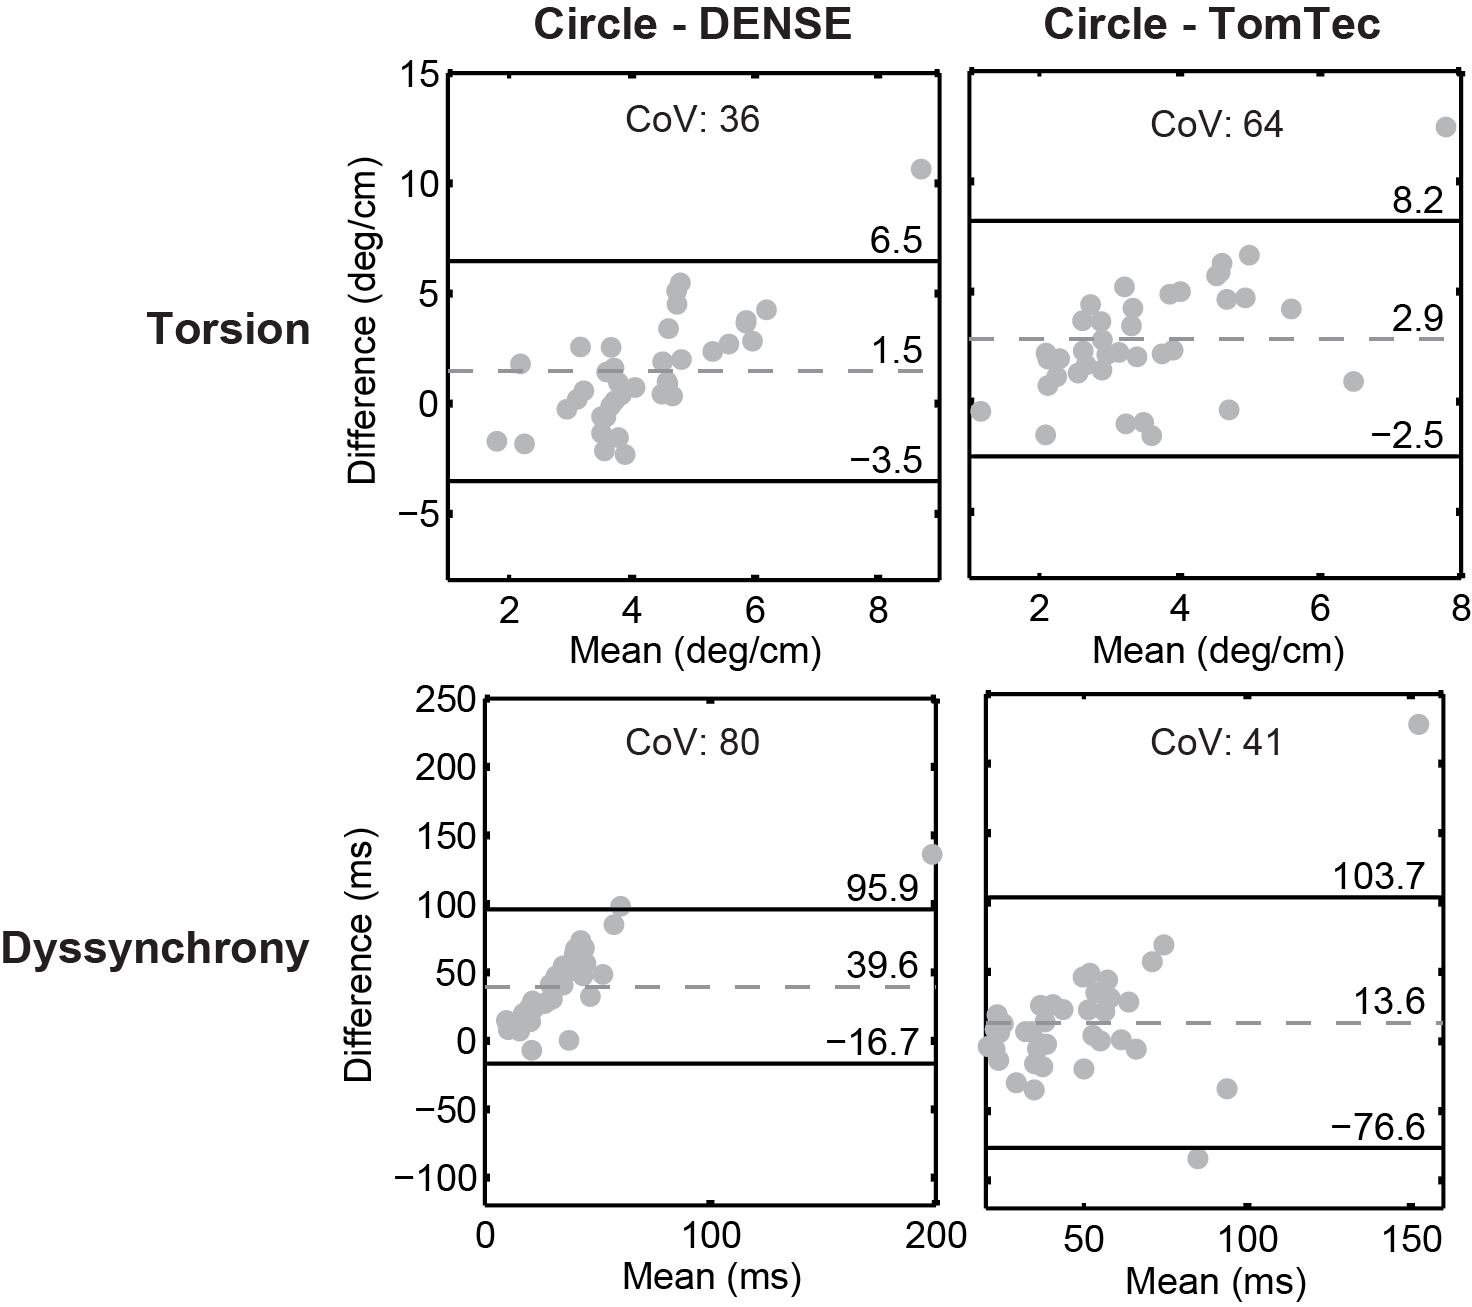 Circle - DENSE
Circle - TomTec
Torsion
Difference (deg/cm)
15
10
5
0
−5
CoV: 36
6.5
1.5
−3.5
2 4 6 8
Mean (deg/cm)
CoV: 64
8.2
2.9
−2.5
2 4 6 8
Mean (deg/cm)
Dyssynchrony
Difference (ms)
250
200
150
100
50
0
−50
−100
CoV: 80
95.9
39.6
−16.7
0 100 200
Mean (ms)
CoV: 41
103.7
13.6
−76.6
50 100 150
Mean (ms)